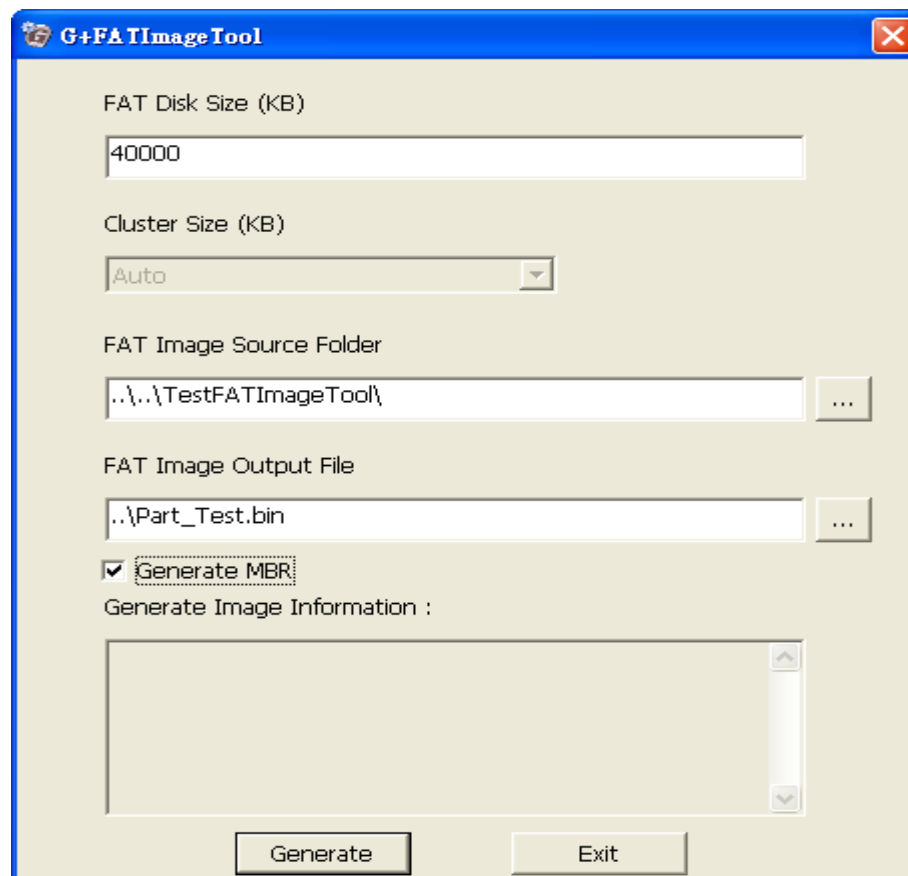 G+FATImageTool
FAT Disk Size (KB)
40000
Cluster Size (KB)
Auto
FAT Image Source Folder
..\..\TestFATImageTool\
...
FAT Image Output File
..\Part_Test.bin
...
Generate MBR
Generate Image Information :
Generate
Exit